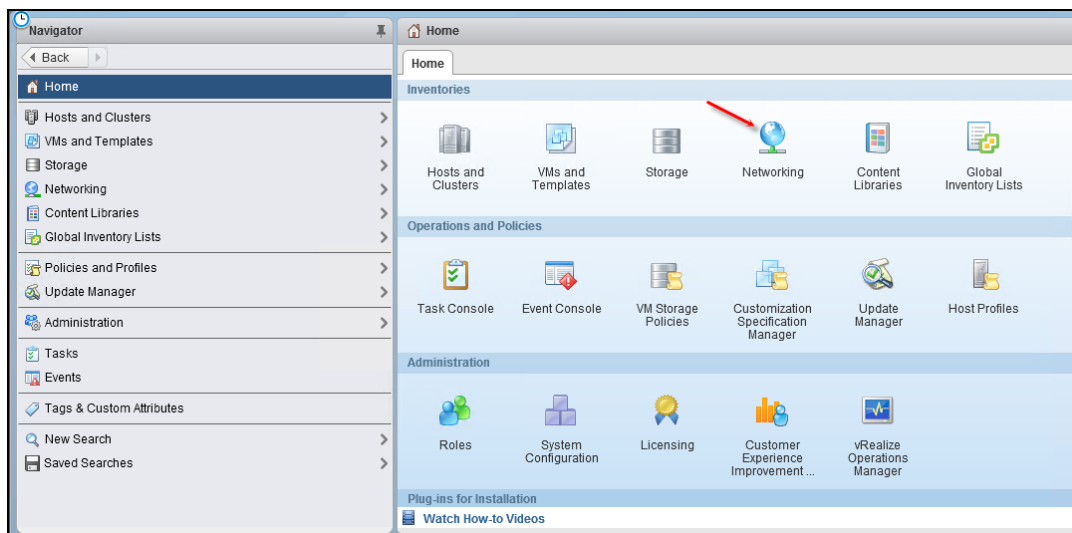 Navigator
Back
Home
Hosts and Clusters
VMs and Templates
Storage
Networking
Content Libraries
Global Inventory Lists
Policies and Profiles
Update Manager
Administration
Tasks
Events
Tags & Custom Attributes
New Search
Saved Searches
Home
Home
Inventories
Hosts and
Clusters
VMs and
Templates
Storage
Networking
Content
Libraries
Global
Inventory Lists
Operations and Policies
Task Console
Event Console
VM Storage
Policies
Customization
Specification
Manager
Update
Manager
Host Profiles
Administration
Roles
System
Configuration
Licensing
Customer
Experience
Improvement ...
vRealize
Operations
Manager
Plug-ins for Installation
Watch How-to Videos